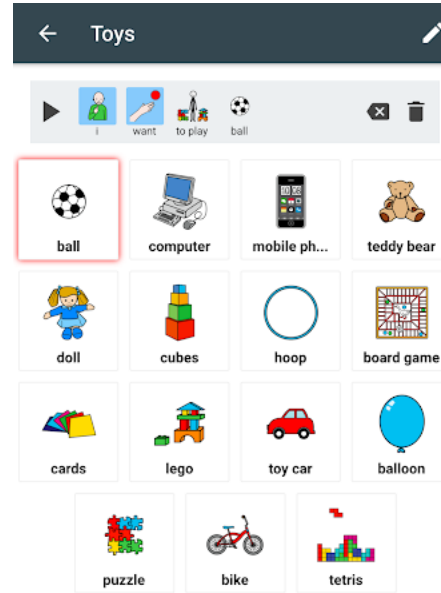 Toys
i want to play ball
ball computer mobile ph... teddy bear
doll cubes hoop board game
cards lego toy car balloon
puzzle bike tetris